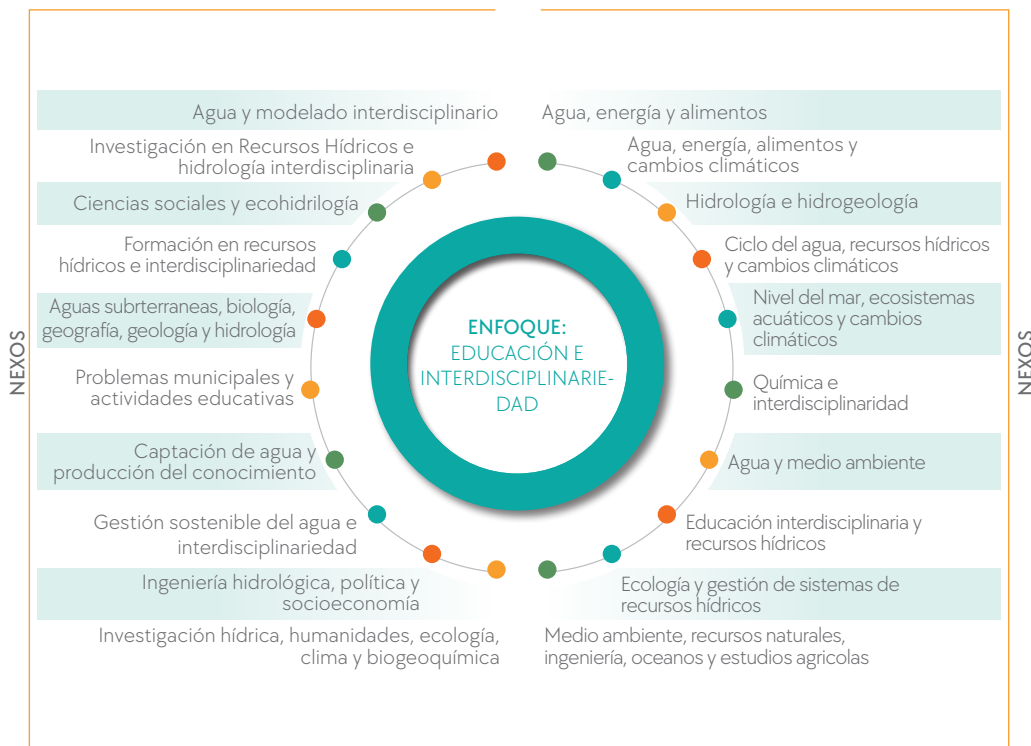 NEXOS
Agua y modelado interdisciplinario
Investigación en Recursos Hídricos e
hidrología interdisciplinaria
Ciencias sociales y ecohidrilogía
Formación en recursos
hídricos e interdisciplinariedad
Aguas subrterraneas, biología,
geografía, geología y hidrología
Problemas municipales y
actividades educativas
Captación de agua y
producción del conocimiento
Gestión sostenible del agua e
interdisciplinariedad
Ingeniería hidrológica, política y
socioeconomía
Investigación hídrica, humanidades, ecología,
clima y biogeoquímica
ENFOQUE:
EDUCACIÓN E
INTERDISCIPLINARIE-
DAD
Agua, energía y alimentos
Agua, energía, alimentos y
cambios climáticos
Hidrología e hidrogeología
Ciclo del agua, recursos hídricos
y cambios climáticos
Nivel del mar, ecosistemas
acuáticos y cambios
climáticos
Química e
interdisciplinaridad
Agua y medio ambiente
Educación interdisciplinaria y
recursos hídricos
Ecología y gestión de sistemas de
recursos hídricos
Medio ambiente, recursos naturales,
ingeniería, oceanos y estudios agricolas
NEXOS